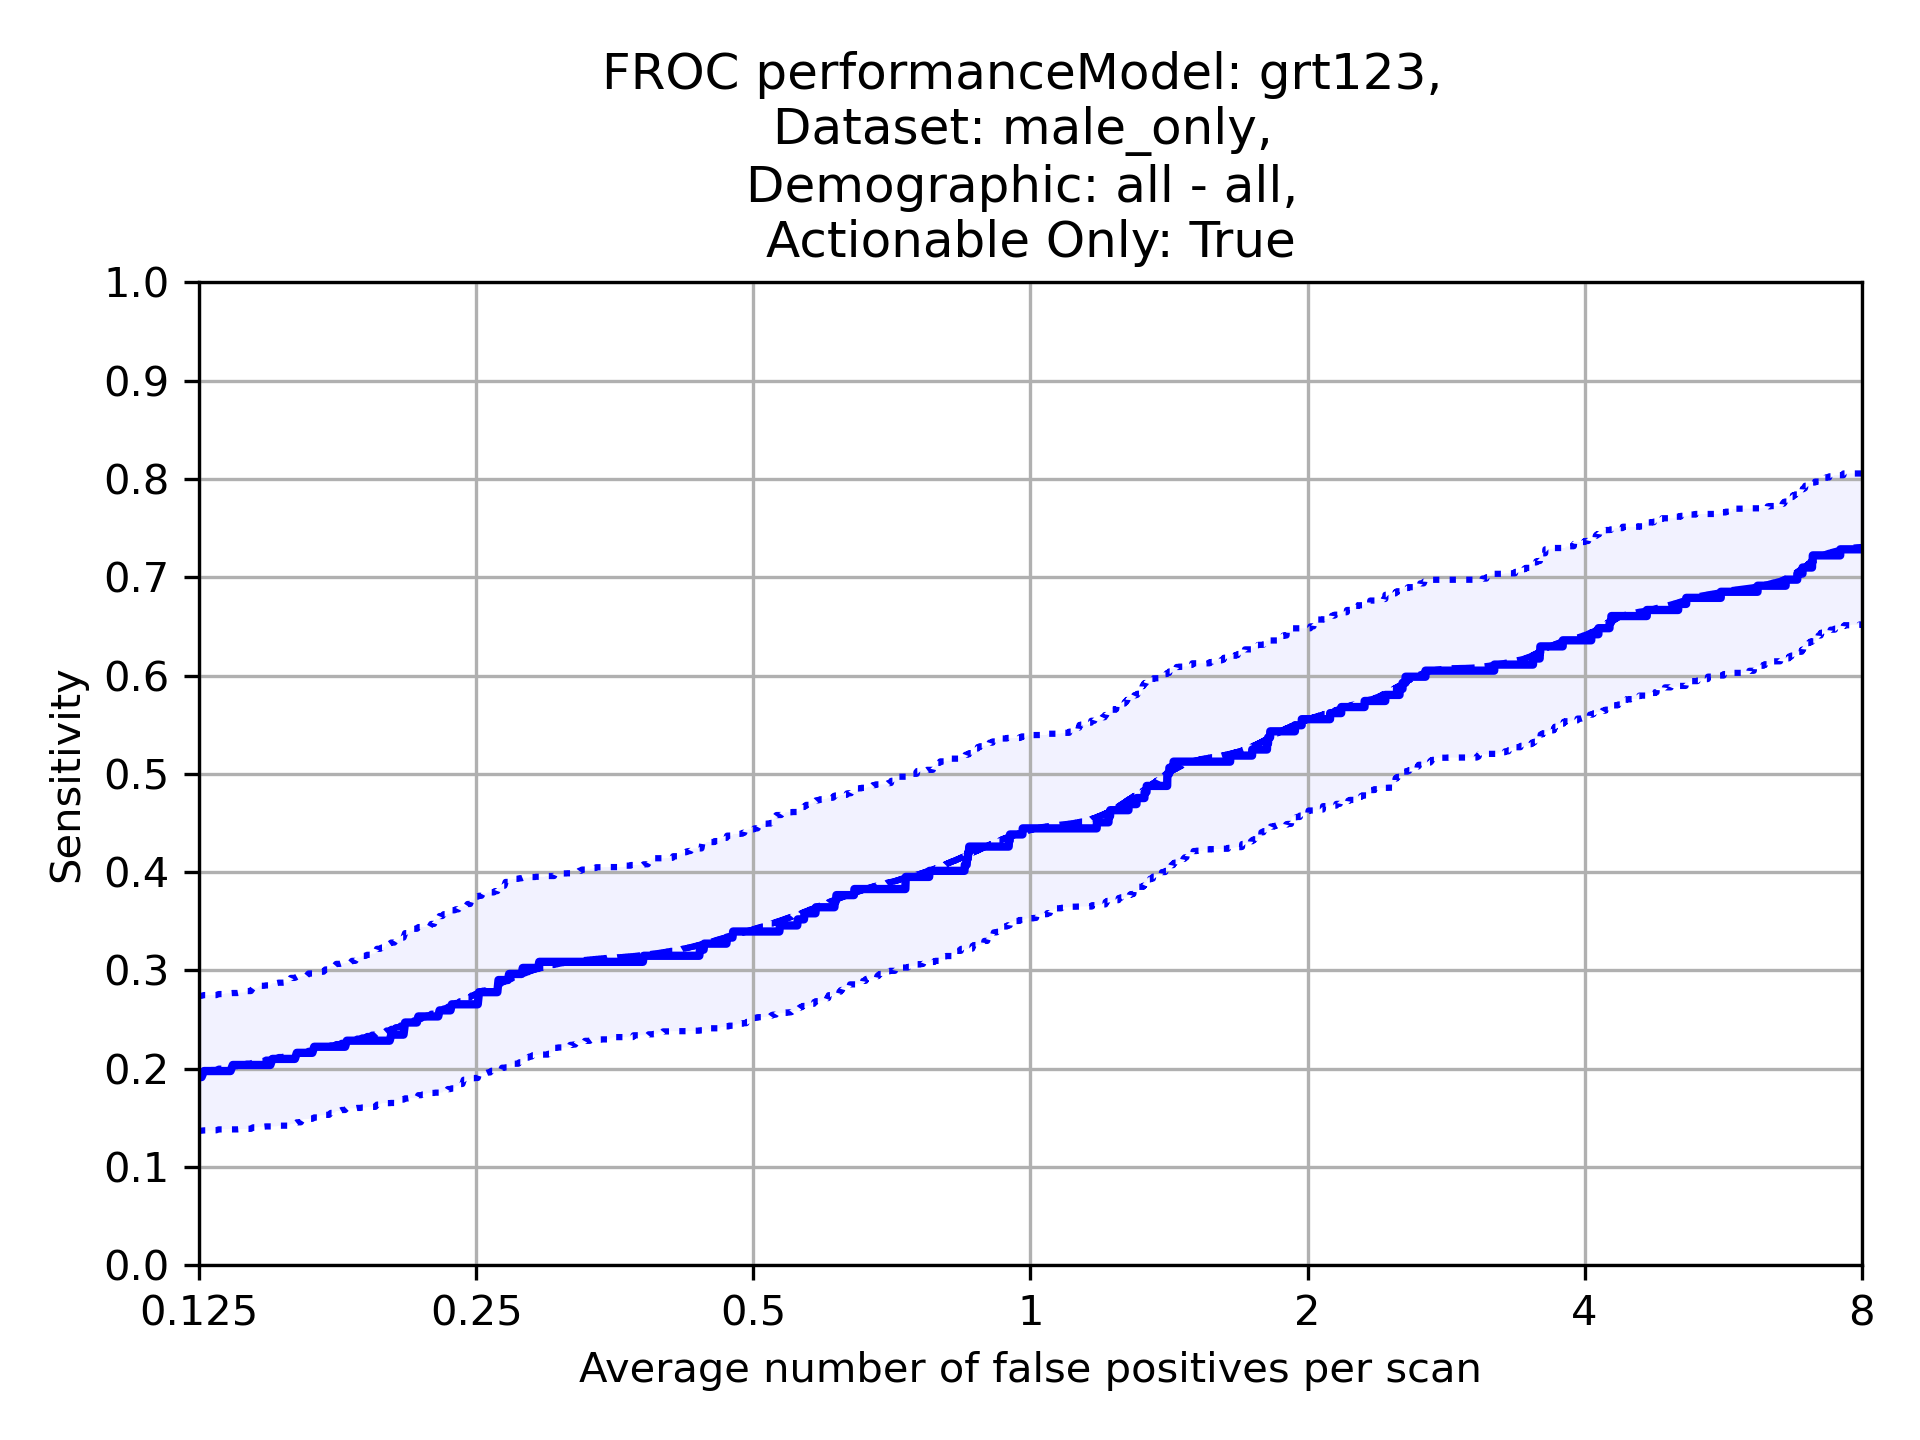 FROC performanceModel: grt123,
Dataset: male_only,
Demographic: all - all,
Actionable Only: True
1.0
0.9
0.8
0.7
0.6
0.5
0.4
0.3
0.2
0.1
0.0
Sensitivity
0.125 0.25 0.5 1 2 4 8
Average number of false positives per scan